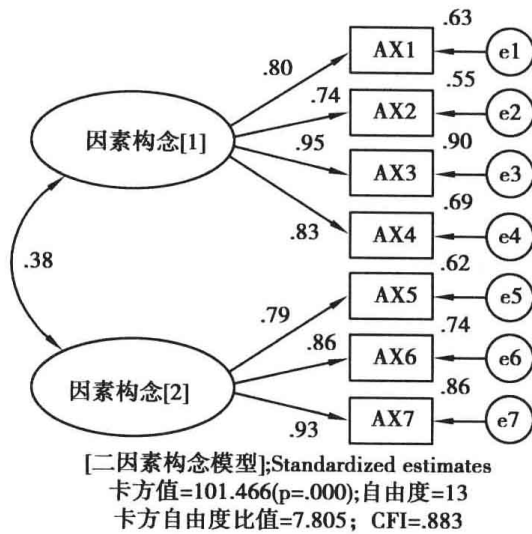 .63
.80
AX1
e1
.55
.74
AX2
e2
.90
因素构念[1]
.95
AX3
e3
.69
.83
AX4
e4
.38
.62
.79
AX5
e5
.74
.86
AX6
e6
.86
因素构念[2]
.93
AX7
e7
[二因素构念模型];Standardized estimates
卡方值=101.466(p=.000);自由度=13
卡方自由度比值=7.805；CFI=.883